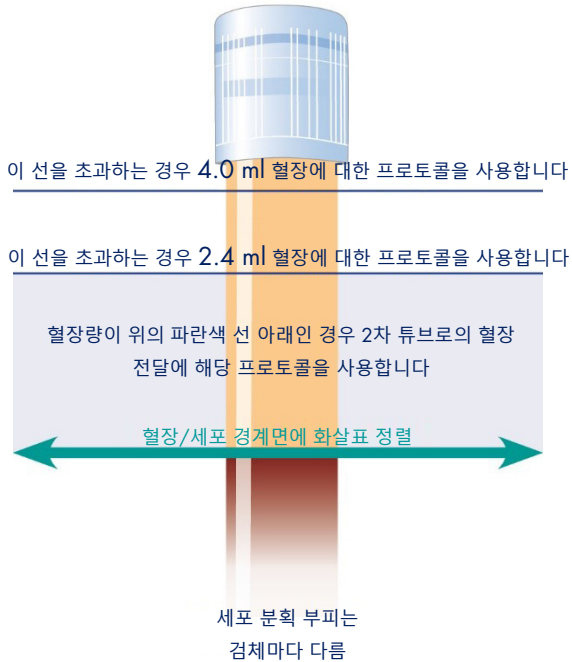 이 선을 초과하는 경우 4.0 ml 혈장에 대한 프로토콜을 사용합니다
이 선을 초과하는 경우 2.4 ml 혈장에 대한 프로토콜을 사용합니다
혈장량이 위의 파란색 선 아래인 경우 2차 튜브로의 혈장
전달에 해당 프로토콜을 사용합니다
혈장/세포 경계면에 화살표 정렬
세포 분획 부피는
검체마다 다름